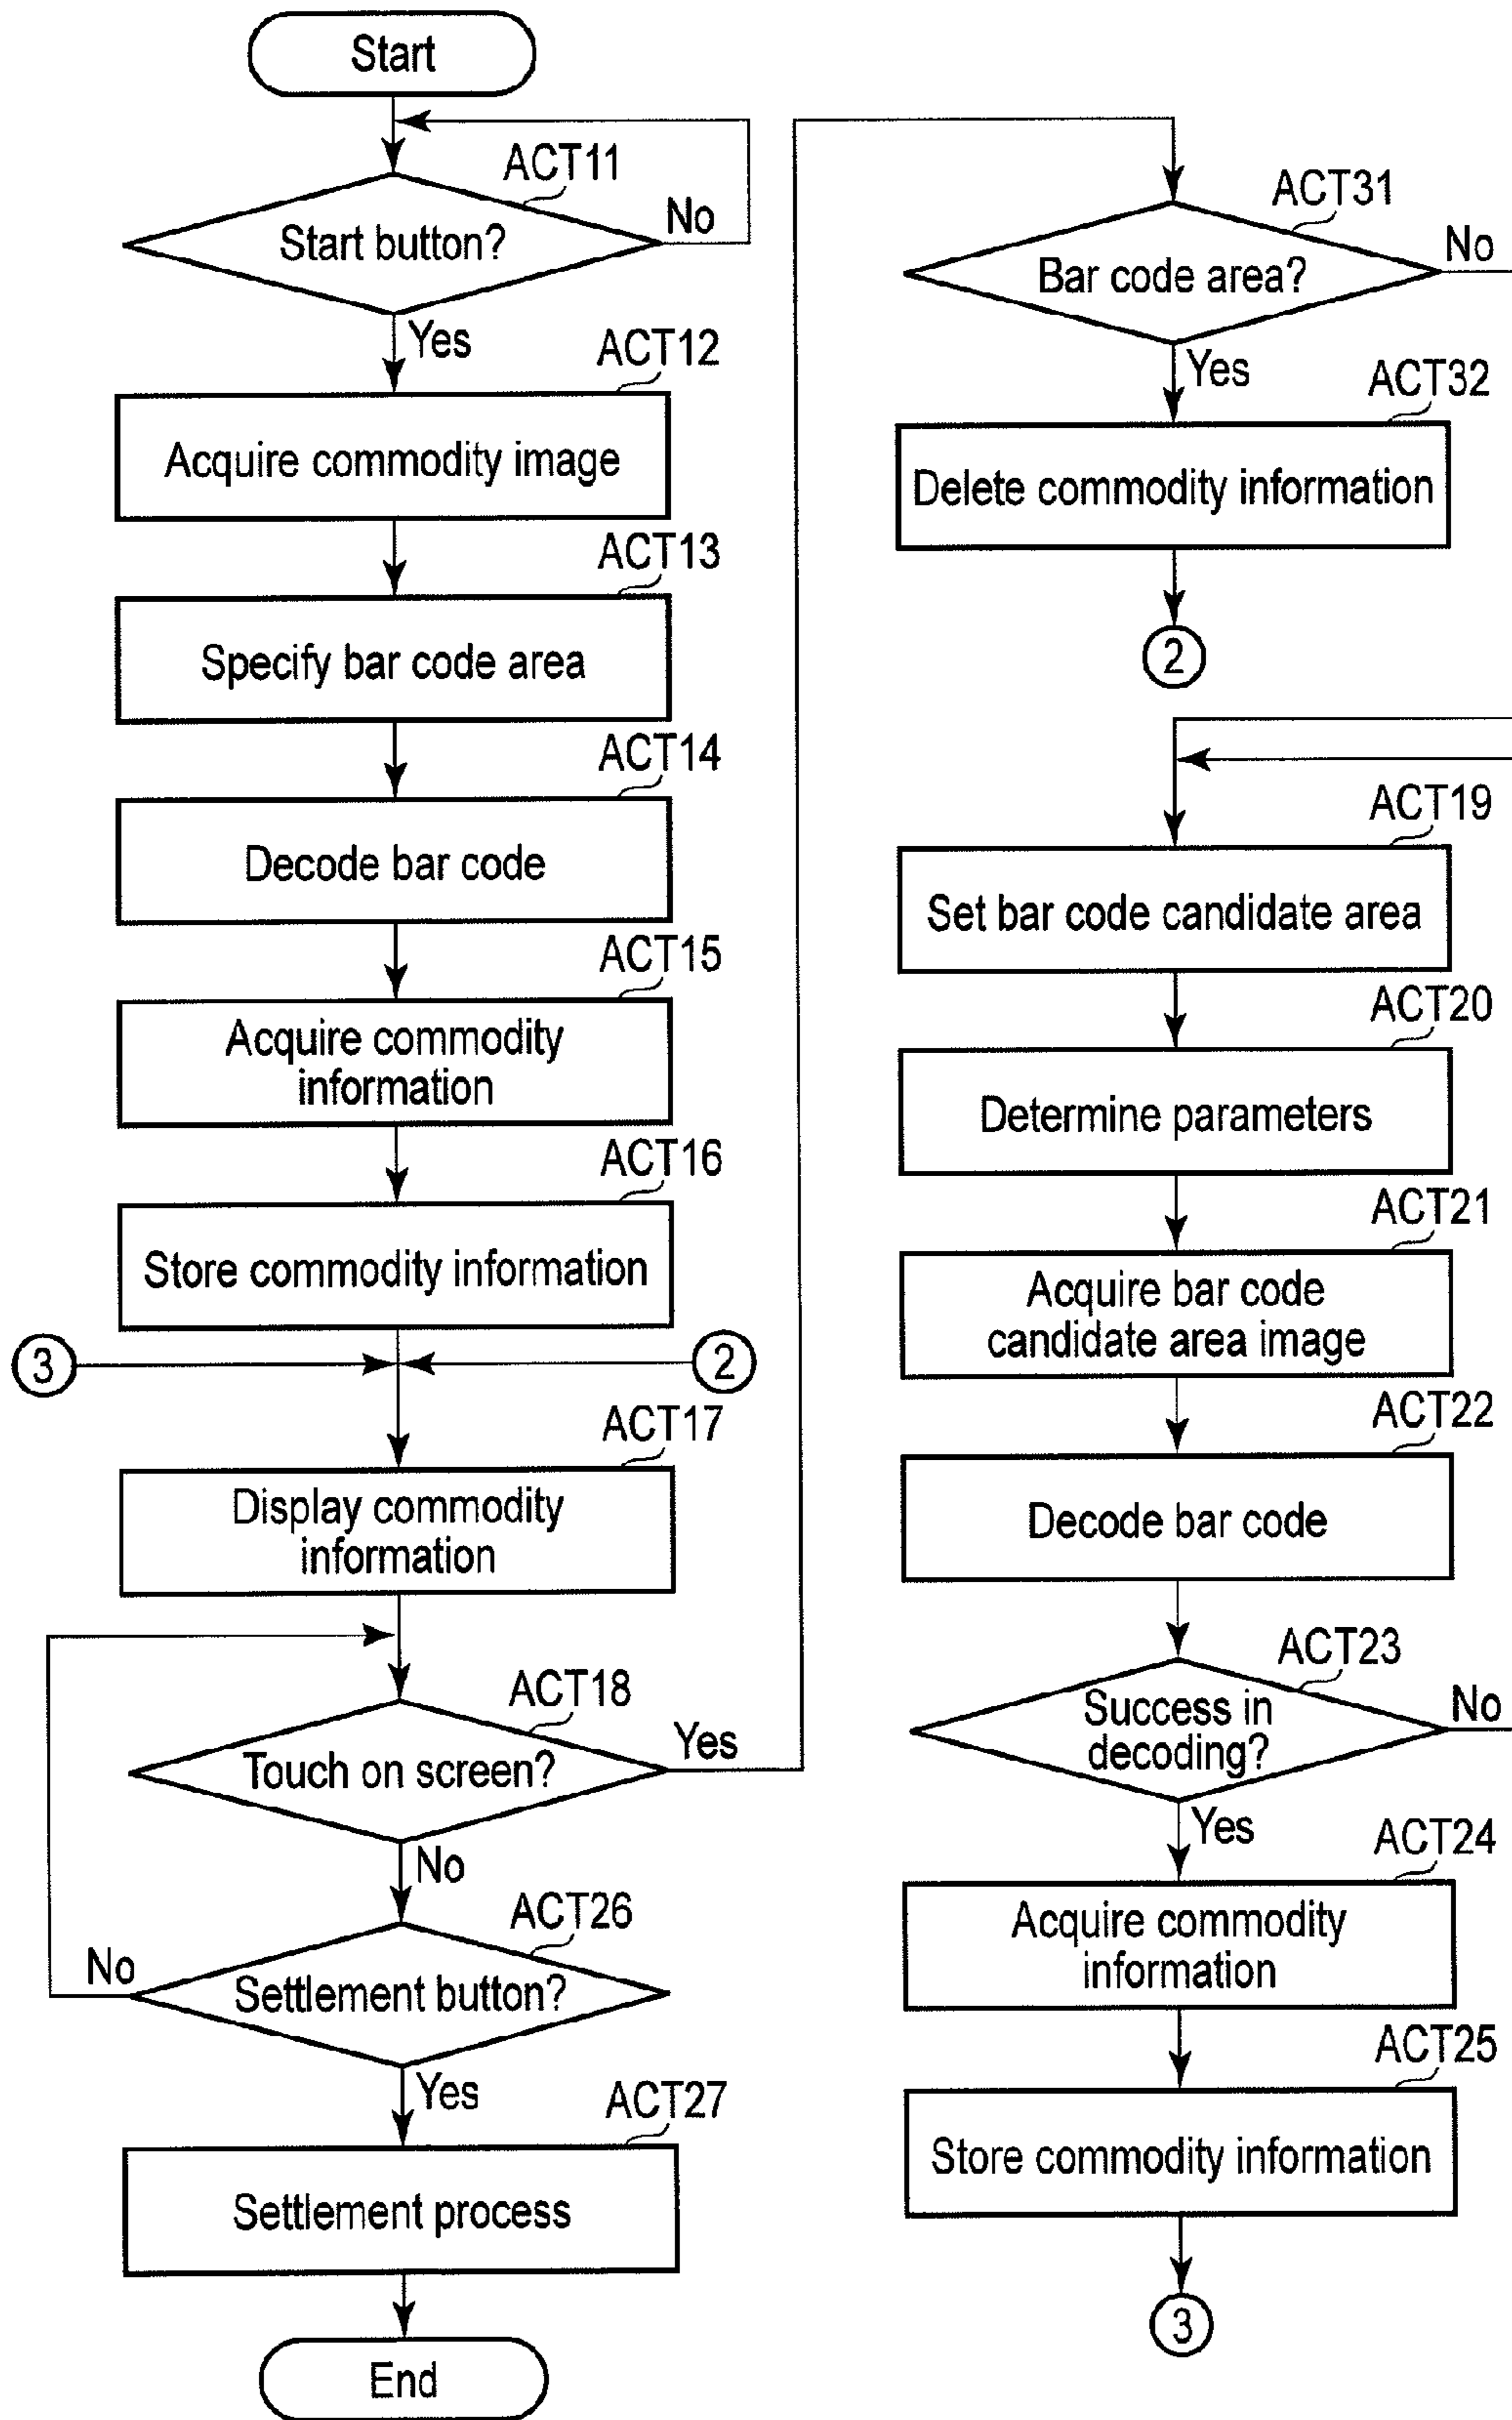 Start
ACT11
Start button?
No
Yes
ACT12
Acquire commodity image
ACT13
Specify bar code area
ACT14
Decode bar code
ACT15
Acquire commodity
information
ACT16
Store commodity information
3
2
ACT17
Display commodity
information
ACT18
Touch on screen?
Yes
No
ACT26
Settlement button?
No
Yes
ACT27
Settlement process
End
ACT31
Bar code area?
No
Yes
ACT32
Delete commodity information
2
ACT19
Set bar code candidate area
ACT20
Determine parameters
ACT21
Acquire bar code
candidate area image
ACT22
Decode bar code
ACT23
Success in
decoding?
No
Yes
ACT24
Acquire commodity
information
ACT25
Store commodity information
3